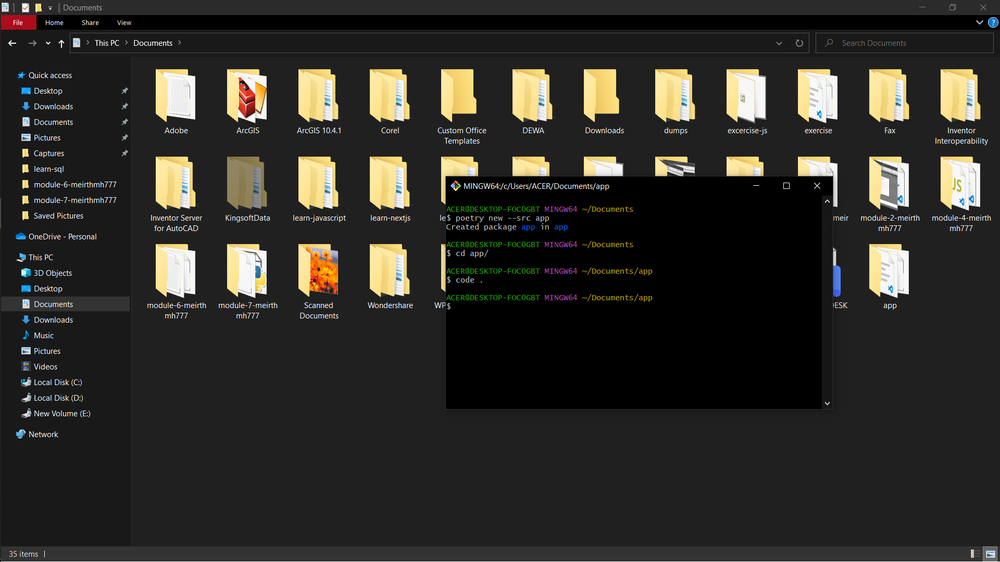 Documents
File
Home
Share
View
This PC
Documents
Search Documents
Quick access
Desktop
Downloads
Documents
Pictures
Captures
learn-sql
module-6-meirthmh777
module-7-meirthmh777
Saved Pictures
OneDrive - Personal
This PC
3D Objects
Desktop
Documents
Downloads
Music
Pictures
Videos
Local Disk (C:)
Local Disk (D:)
New Volume (E:)
Network
Adobe
ArcGIS
ArcGIS 10.4.1
Corel
Custom Office
Templates
DEWA
Downloads
dumps
excercise-js
exercise
Fax
Inventor
Interoperability
Inventor Server
for AutoCAD
KingsoftData
learn-javascript
learn-nextjs
le
meir
module-2-meirth
mh777
module-4-meirth
mh777
module-6-meirth
mh777
module-7-meirth
mh777
Scanned
Documents
Wondershare
WP
DESK
app
MINGW64:/c/Users/ACER/Documents/app
ACER@DESKTOP-FOC0GBT MINGW64 ~/Documents
$ poetry new --src app
Created package app in app
ACER@DESKTOP-FOC0GBT MINGW64 ~/Documents
$ cd app/
ACER@DESKTOP-FOC0GBT MINGW64 ~/Documents/app
$ code .
ACER@DESKTOP-FOC0GBT MINGW64 ~/Documents/app
$
35 items